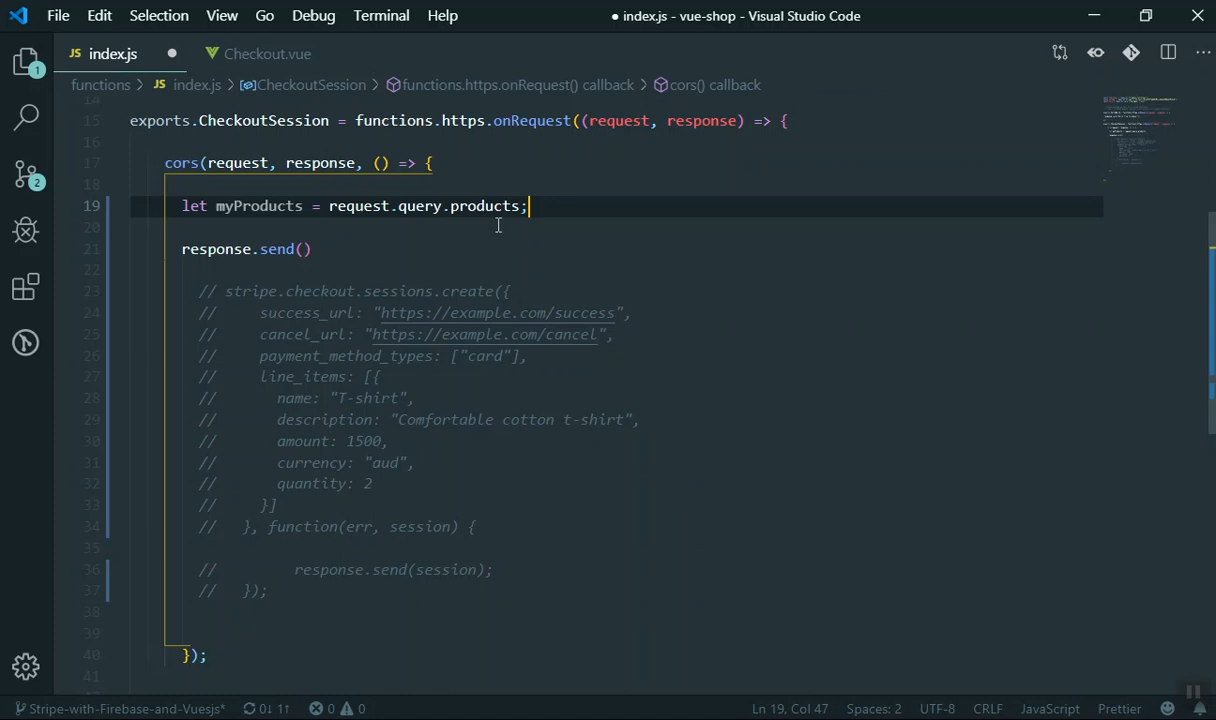 File Edit Selection View Go Debug Terminal Help
● index.js - vue-shop - Visual Studio Code
JS index.js ● Checkout.vue
functions > JS index.js > CheckoutSession > functions.https.onRequest() callback > cors() callback
14
15 exports.CheckoutSession = functions.https.onRequest((request, response) => {
16
17 cors(request, response, () => {
18
19 let myProducts = request.query.products;
20
21 response.send()
22
23 // stripe.checkout.sessions.create({
24 // success_url: "https://example.com/success",
25 // cancel_url: "https://example.com/cancel",
26 // payment_method_types: ["card"],
27 // line_items: [{
28 // name: "T-shirt",
29 // description: "Comfortable cotton t-shirt",
30 // amount: 1500,
31 // currency: "aud",
32 // quantity: 2
33 // }]
34 // }, function(err, session) {
35
36 // response.send(session);
37 // });
38
39
40 });
41
1
2
Stripe-with-Firebase-and-Vuejs* 0↓ 1↑ 0 0 Ln 19, Col 47 Spaces: 2 UTF-8 CRLF JavaScript Prettier